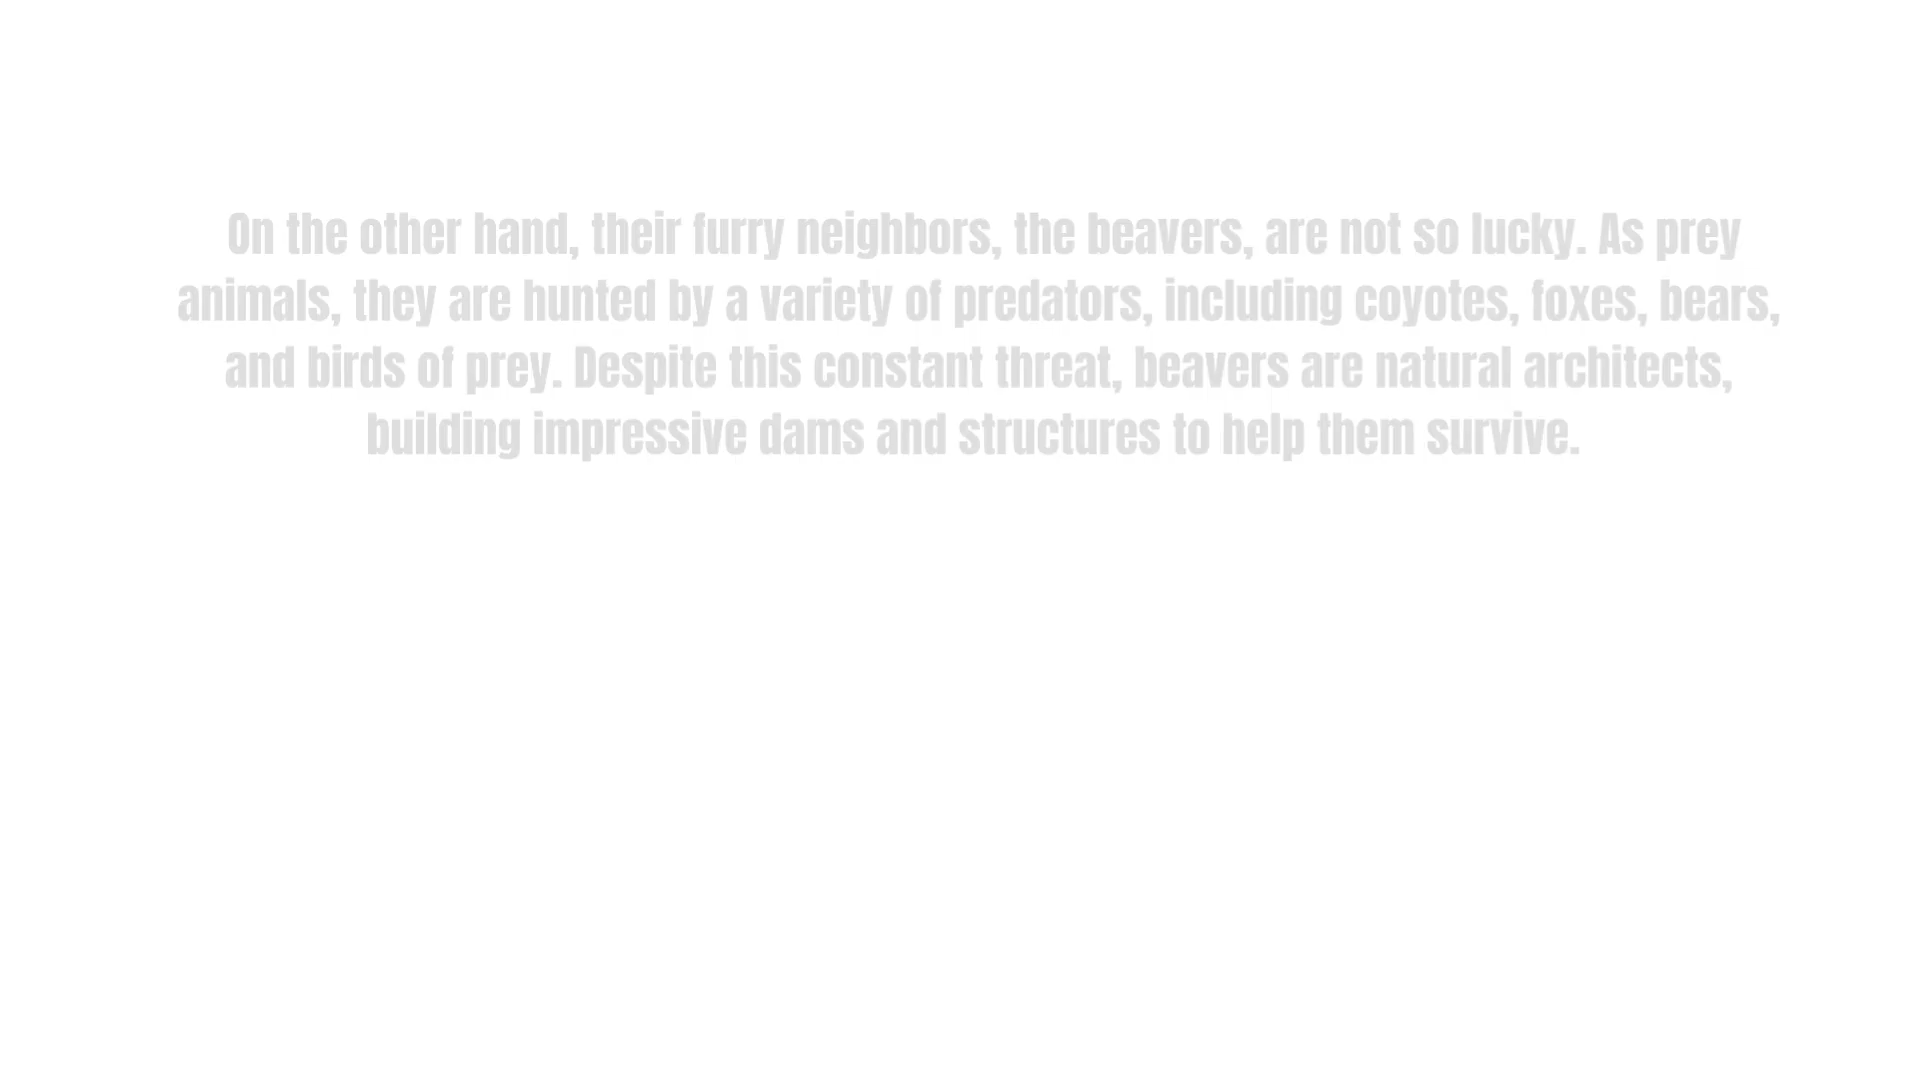 On the other hand, their furry neighbors, the beavers, are not so lucky. As prey
animals, they are hunted by a variety of predators, including coyotes, foxes, bears,
and birds of prey. Despite this constant threat, beavers are natural architects,
building impressive dams and structures to help them survive.